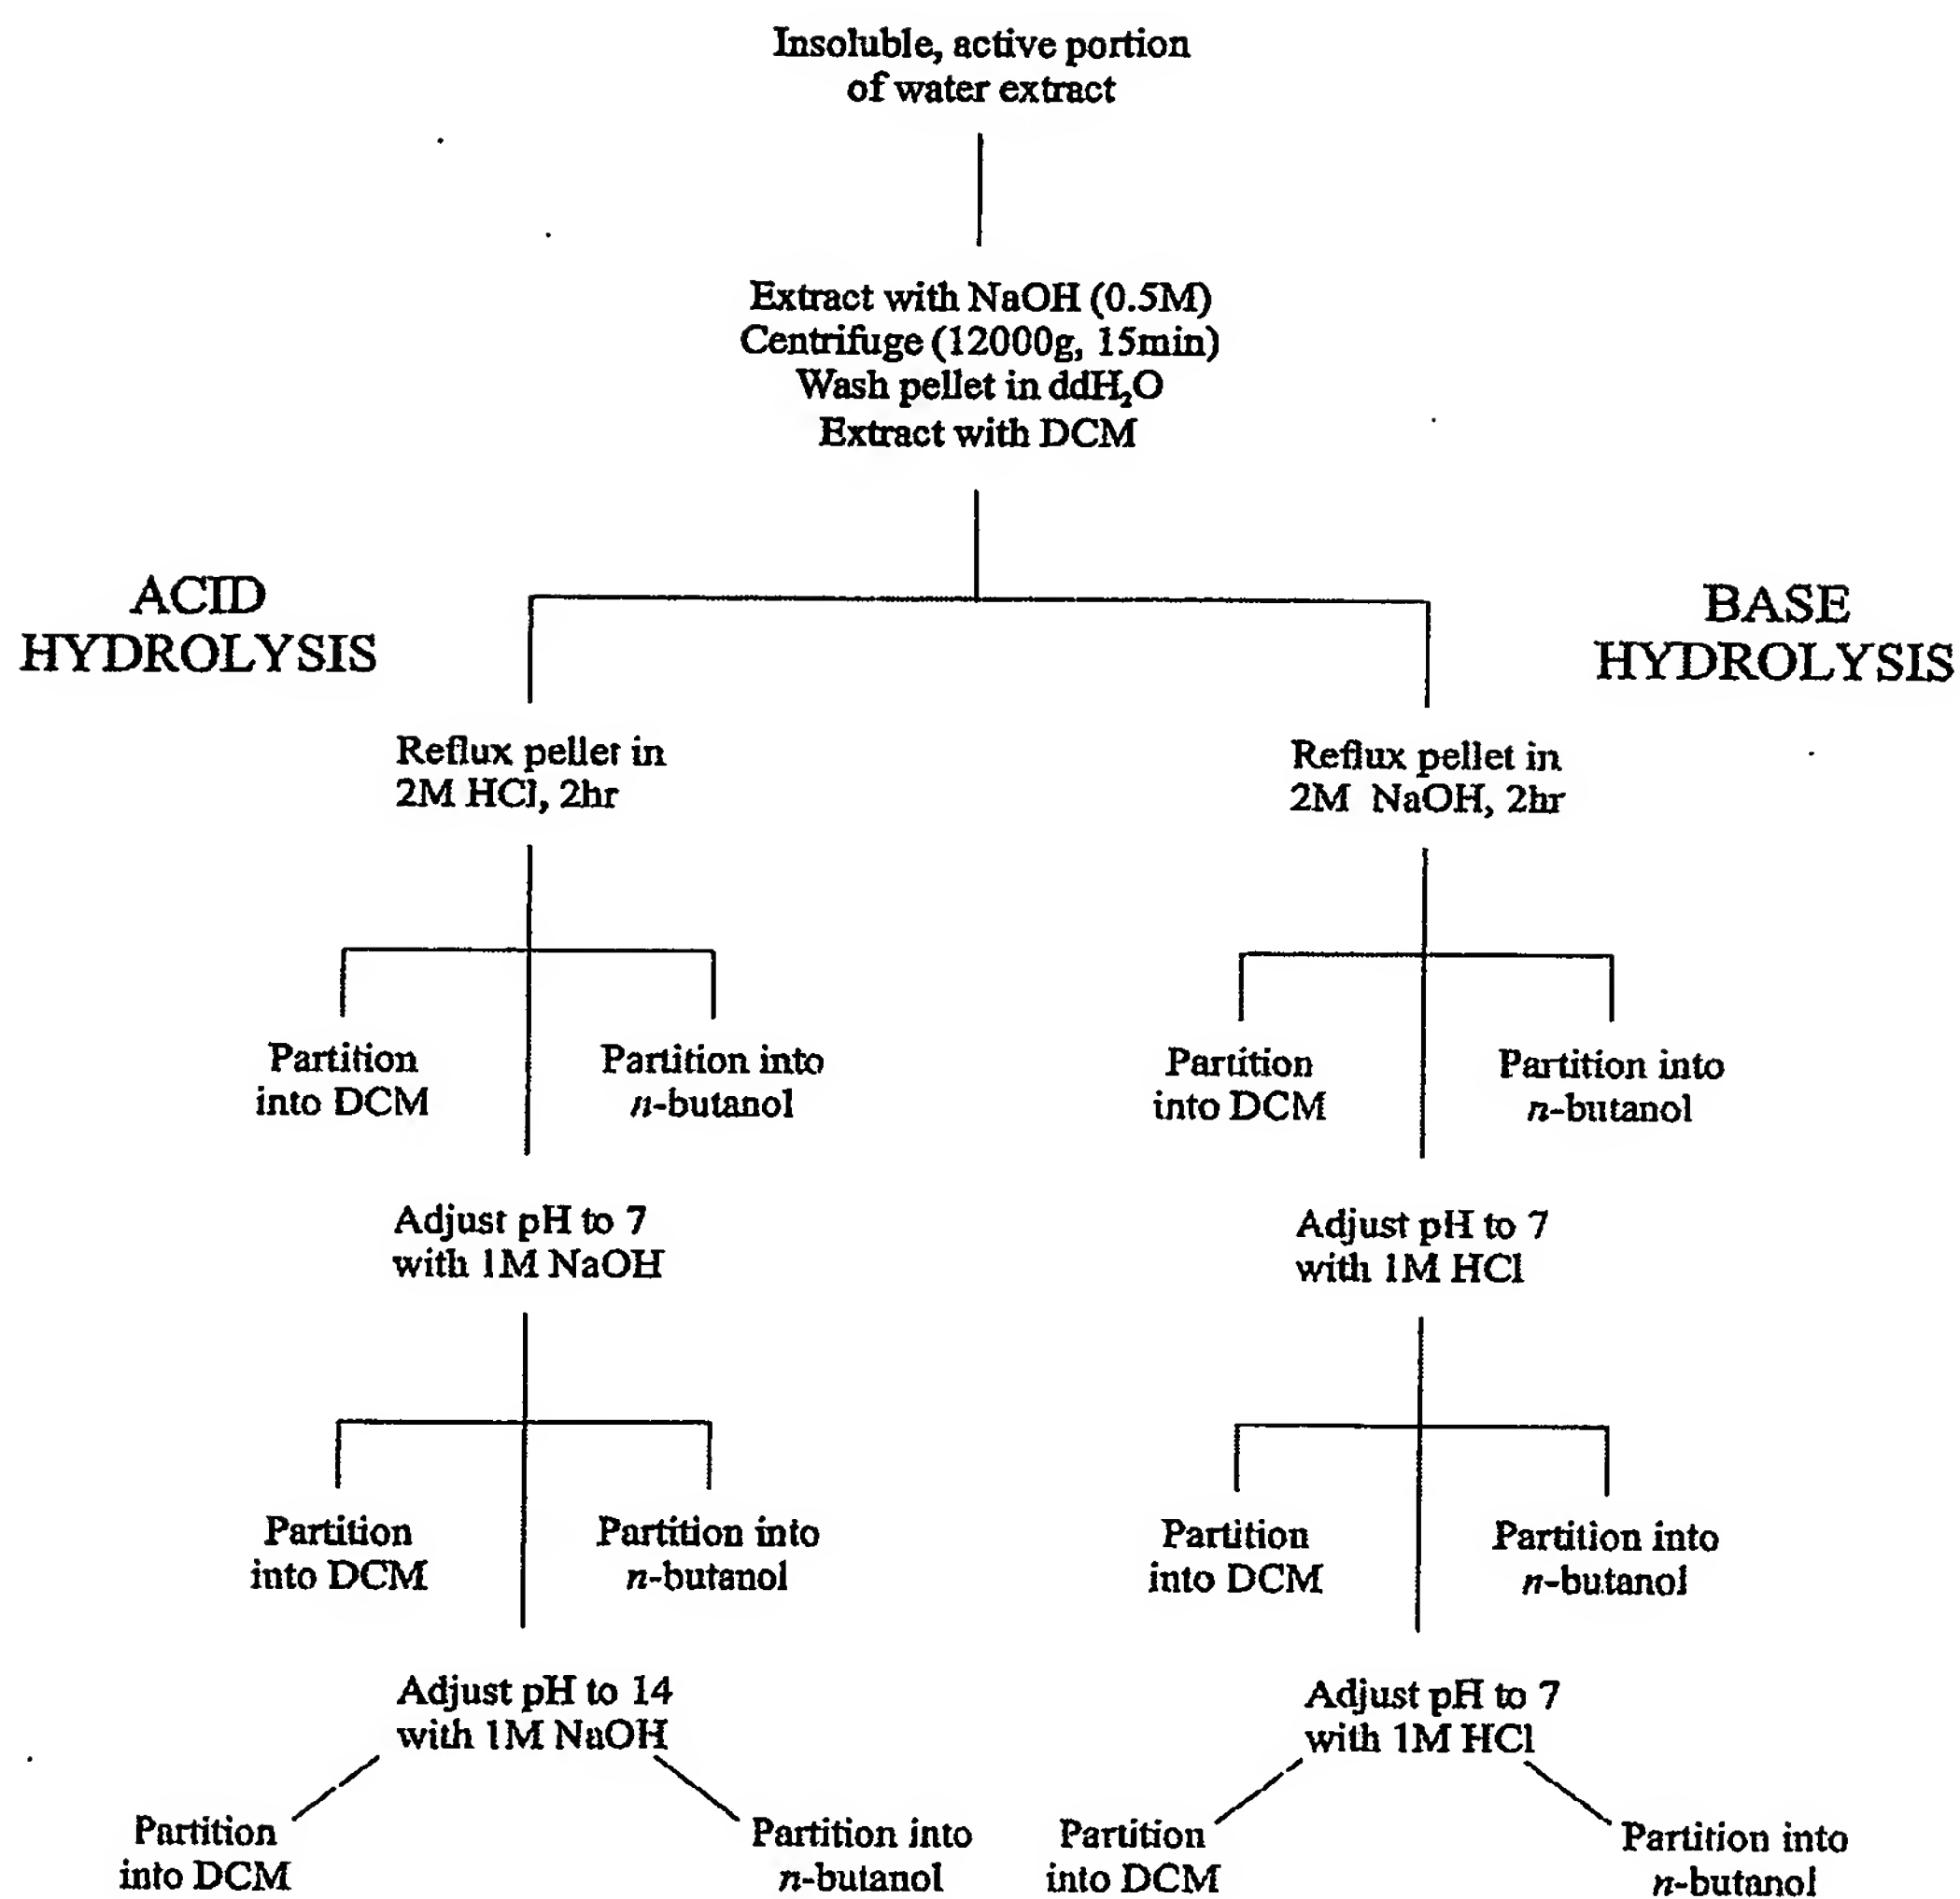 Insoluble, active portion
of water extract
Extract with NaOH (0.5M)
Centrifuge (12000g, 15min)
Wash pellet in ddH₂O
Extract with DCM
ACID
HYDROLYSIS
BASE
HYDROLYSIS
Reflux pellet in
2M HCl, 2hr
Reflux pellet in
2M NaOH, 2hr
Partition
into DCM
Partition into
n-butanol
Partition
into DCM
Partition into
n-butanol
Adjust pH to 7
with 1M NaOH
Adjust pH to 7
with 1M HCl
Partition
into DCM
Partition into
n-butanol
Partition
into DCM
Partition into
n-butanol
Adjust pH to 14
with 1M NaOH
Adjust pH to 7
with 1M HCl
Partition
into DCM
Partition into
n-butanol
Partition
into DCM
Partition into
n-butanol